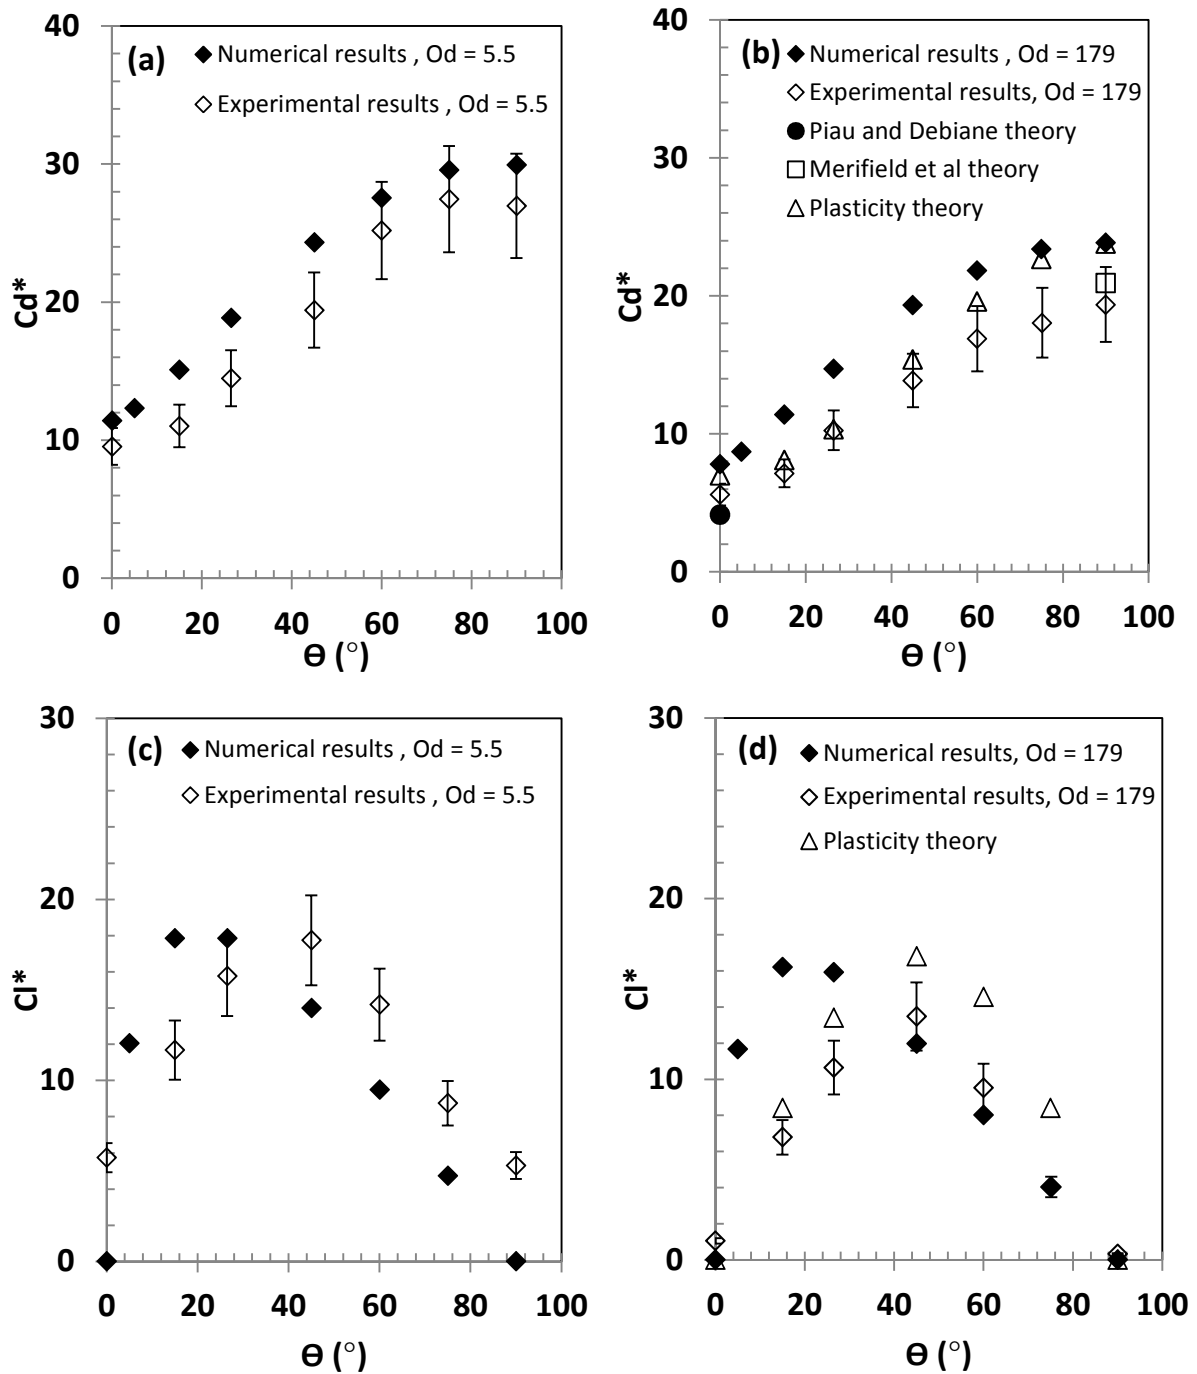 40
30
20
10
0
0 20 40 60 80 100
Cd*
ϴ (°)
(a)
Numerical results , Od = 5.5
Experimental results , Od = 5.5
40
30
20
10
0
0 20 40 60 80 100
Cd*
ϴ (°)
(b)
Numerical results , Od = 179
Experimental results, Od = 179
Piau and Debiane theory
Merifield et al theory
Plasticity theory
30
20
10
0
0 20 40 60 80 100
Cl*
ϴ (°)
(c)
Numerical results , Od = 5.5
Experimental results , Od = 5.5
30
20
10
0
0 20 40 60 80 100
Cl*
ϴ (°)
(d)
Numerical results, Od = 179
Experimental results, Od = 179
Plasticity theory